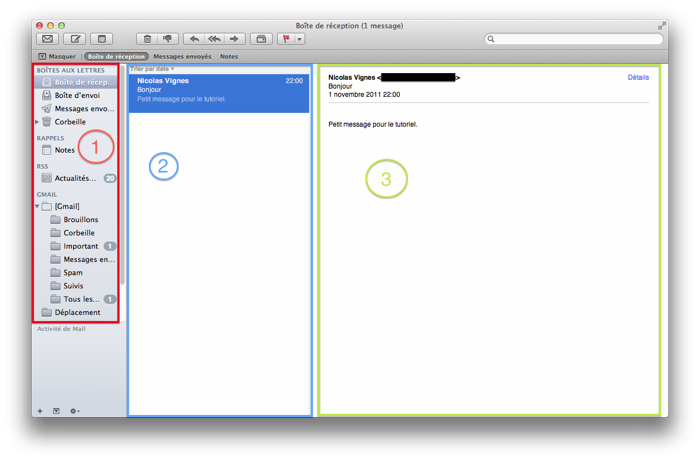 Boîte de réception (1 message)
Masquer Boîte de réception Messages envoyés Notes
BOÎTES AUX LETTRES
Boîte de récep...
Boîte d'envoi
Messages envo...
Corbeille
RAPPELS
Notes
1
RSS
Actualités... 20
GMAIL
[Gmail]
Brouillons
Corbeille
Important 1
Messages en...
Spam
Suivis
Tous les... 1
Déplacement
Activité de Mail
Trier par date
Nicolas Vignes 22:00
Bonjour
Petit message pour le tutoriel.
2
Nicolas Vignes < > Détails
Bonjour
1 novembre 2011 22:00
Petit message pour le tutoriel.
3